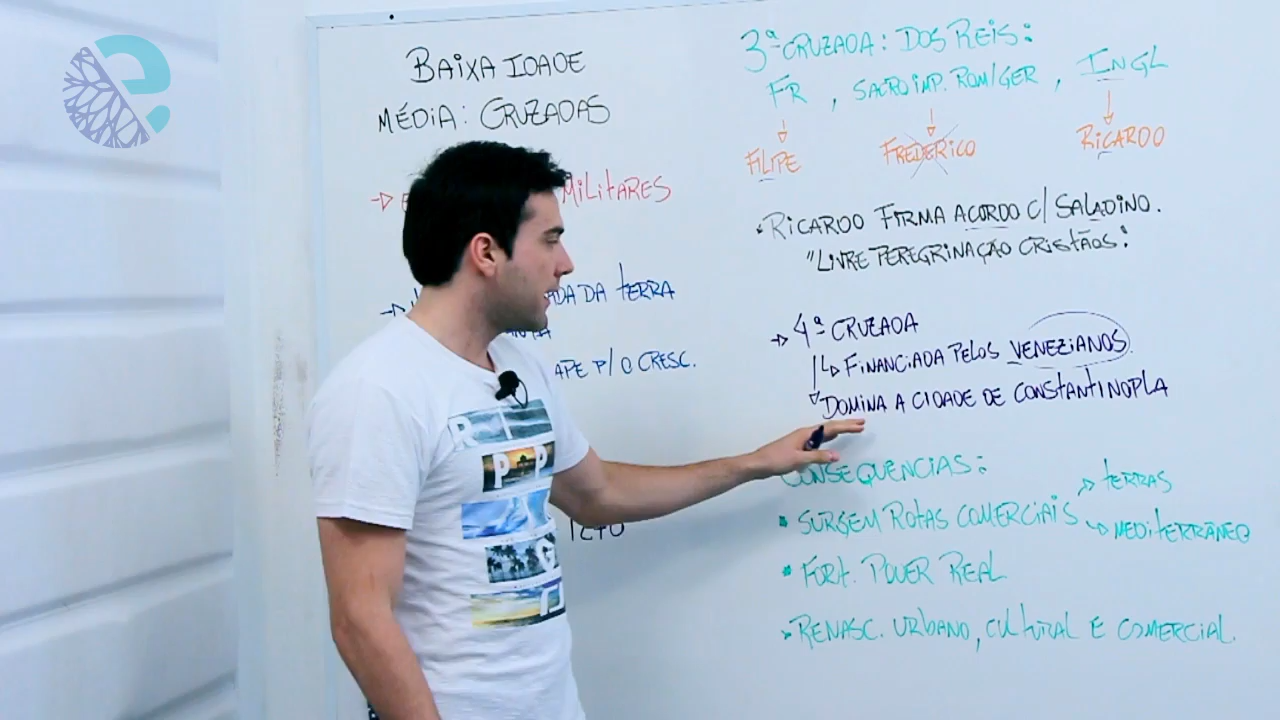 BAIXA IDADE
MÉDIA: CRUZADAS
MILITARES
DA TERRA
P/ O CRESC.
3ª CRUZADA: DOS REIS:
FR, SACRO IMP. ROM/GER, INGL
FILIPE FREDERICO RICARDO
RICARDO FIRMA ACORDO C/ SALADINO.
"LIVRE PEREGRINAÇÃO CRISTÃOS:
4ª CRUZADA
FINANCIADA PELOS VENEZIANOS.
DOMINA A CIDADE DE CONSTANTINOPLA
CONSEQUENCIAS:
TERRAS
SURGEM ROTAS COMERCIAIS
MEDITERRÂNEO
FORT. PODER REAL
RENASC. URBANO, CULTURAL E COMERCIAL.
RIP